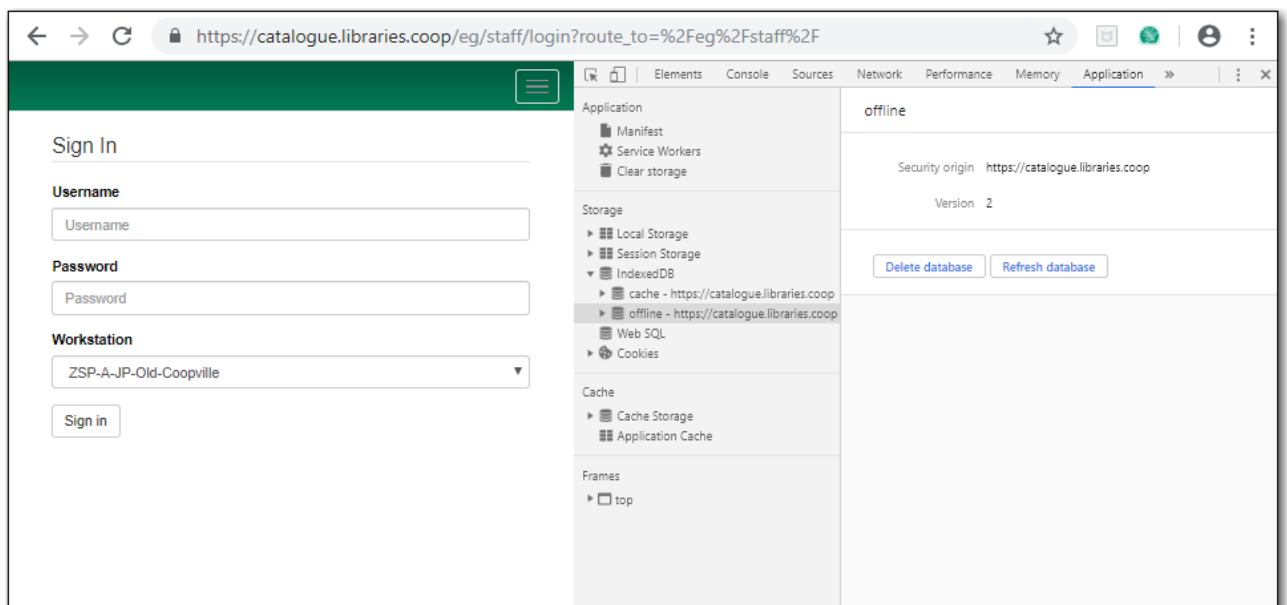 https://catalogue.libraries.coop/eg/staff/login?route_to=%2Feg%2Fstaff%2F
Sign In
Username
Username
Password
Password
Workstation
ZSP-A-JP-Old-Coopville
Sign in
Elements Console Sources Network Performance Memory Application »
Application
Manifest
Service Workers
Clear storage
Storage
Local Storage
Session Storage
IndexedDB
cache - https://catalogue.libraries.coop
offline - https://catalogue.libraries.coop
Web SQL
Cookies
Cache
Cache Storage
Application Cache
Frames
top
offline
Security origin https://catalogue.libraries.coop
Version 2
Delete database Refresh database